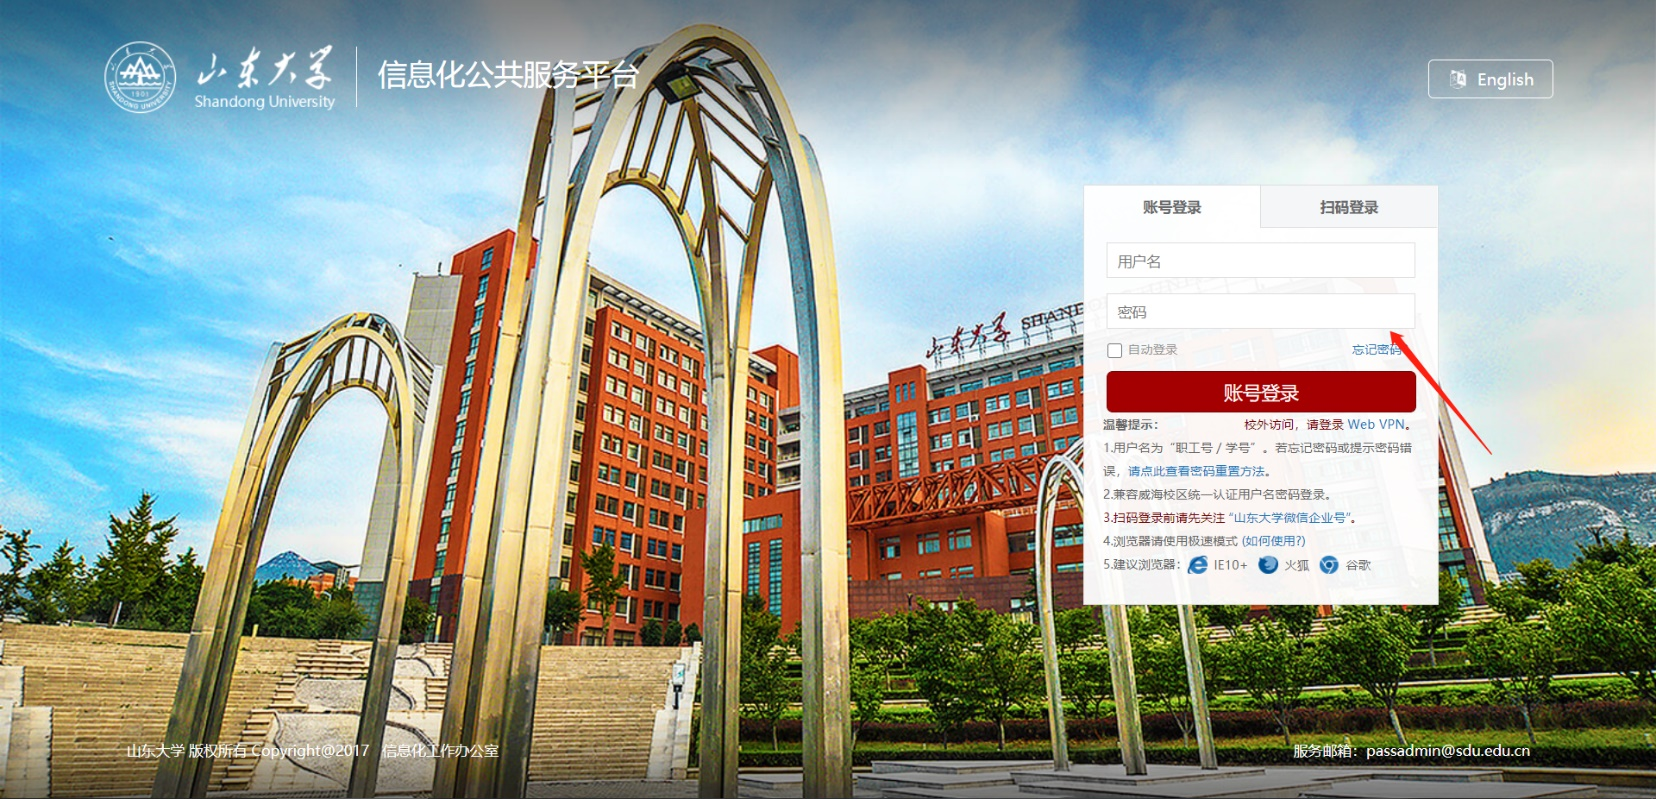 山东大学
Shandong University
信息化公共服务平台
English
账号登录
扫码登录
用户名
密码
自动登录
忘记密码
账号登录
温馨提示：
校外访问，请登录 Web VPN。
1.用户名为“职工号 / 学号” 。若忘记密码或提示密码错
误，请点此查看密码重置方法。
2.兼容威海校区统一认证用户名密码登录。
3.扫码登录前请先关注 “山东大学微信企业号”。
4.浏览器请使用极速模式 (如何使用?)
5.建议浏览器： IE10+ 火狐 谷歌
山东大学 SHAND
山东大学 版权所有 Copyright@2017 信息化工作办公室
服务邮箱：passadmin@sdu.edu.cn